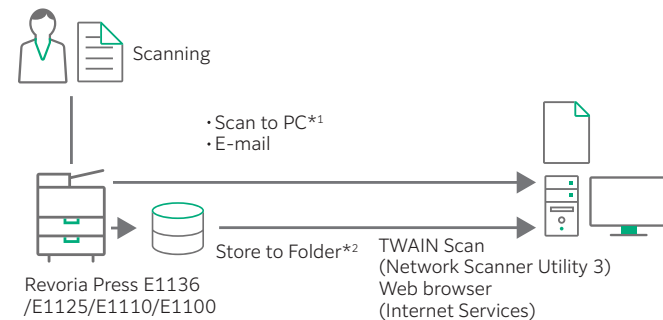 Scanning
・Scan to PC*1
・E-mail
Store to Folder*2
TWAIN Scan
(Network Scanner Utility 3)
Web browser
(Internet Services)
Revoria Press E1136
/E1125/E1110/E1100